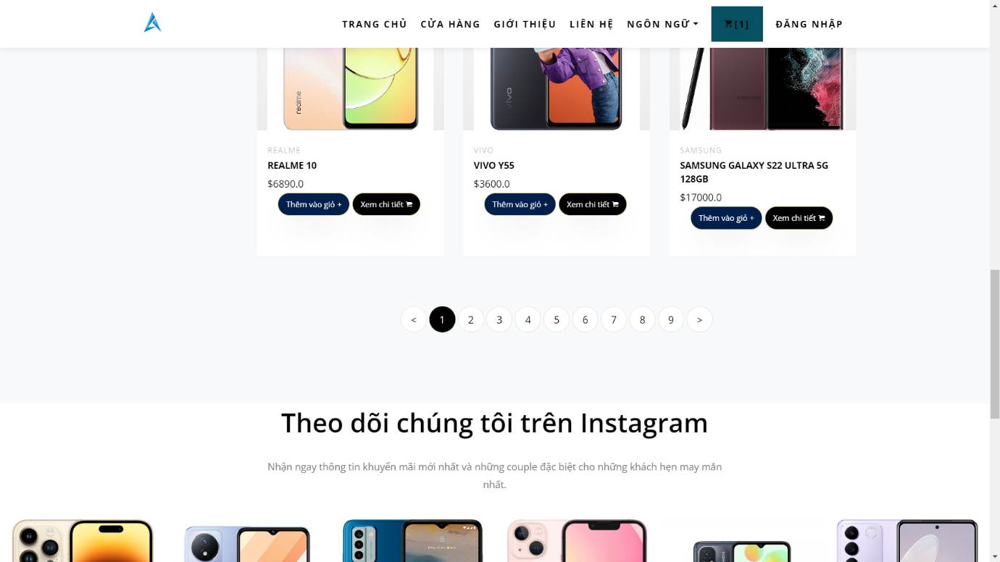 TRANG CHỦ CỬA HÀNG GIỚI THIỆU LIÊN HỆ NGÔN NGỮ [1] ĐĂNG NHẬP
realme
vivo
SAMSUNG
REALME
REALME 10
$6890.0
Thêm vào giỏ + Xem chi tiết
VIVO
VIVO Y55
$3600.0
Thêm vào giỏ + Xem chi tiết
SAMSUNG
SAMSUNG GALAXY S22 ULTRA 5G
128GB
$17000.0
Thêm vào giỏ + Xem chi tiết
< 1 2 3 4 5 6 7 8 9 >
Theo dõi chúng tôi trên Instagram
Nhận ngay thông tin khuyến mãi mới nhất và những couple đặc biệt cho những khách hẹn may mắn
nhất.